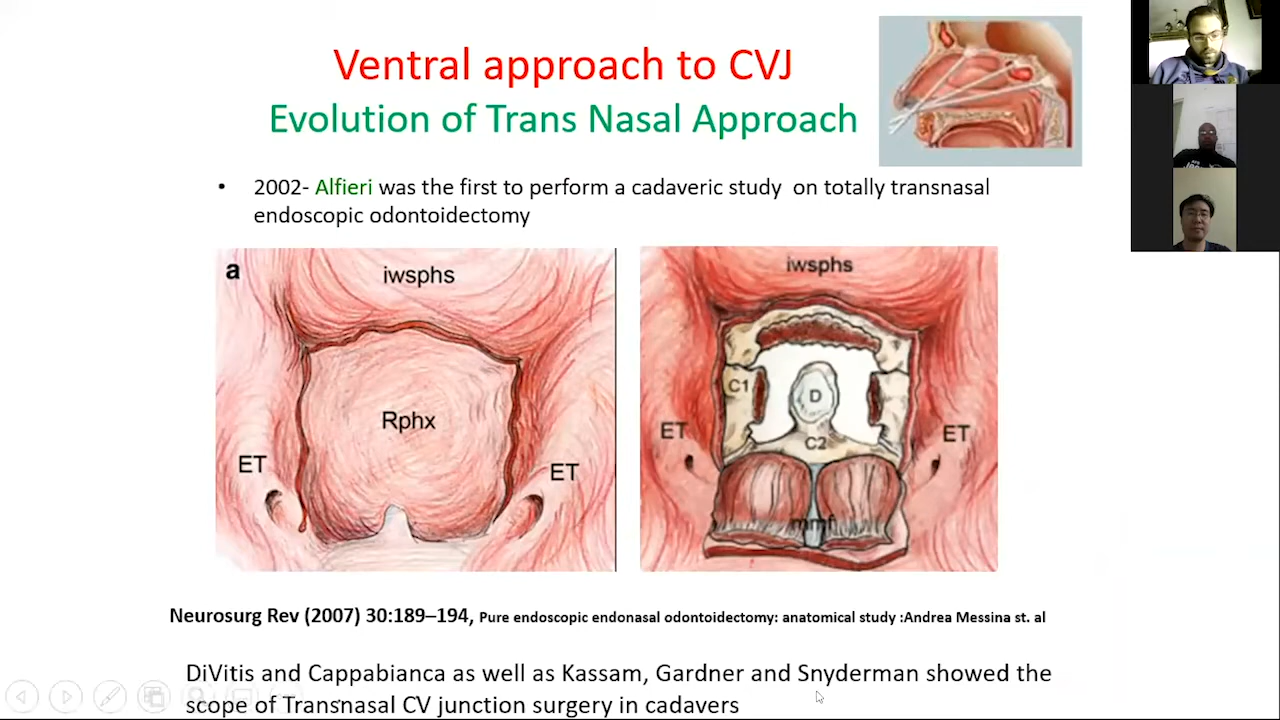 Ventral approach to CVJ
Evolution of Trans Nasal Approach
• 2002- Alfieri was the first to perform a cadaveric study on totally transnasal
endoscopic odontoidectomy
a
iwsphs
Rphx
ET
ET
iwsphs
C1
D
C2
ET
ET
mmf
Neurosurg Rev (2007) 30:189–194, Pure endoscopic endonasal odontoidectomy: anatomical study :Andrea Messina st. al
DiVitis and Cappabianca as well as Kassam, Gardner and Snyderman showed the
scope of Transnasal CV junction surgery in cadavers